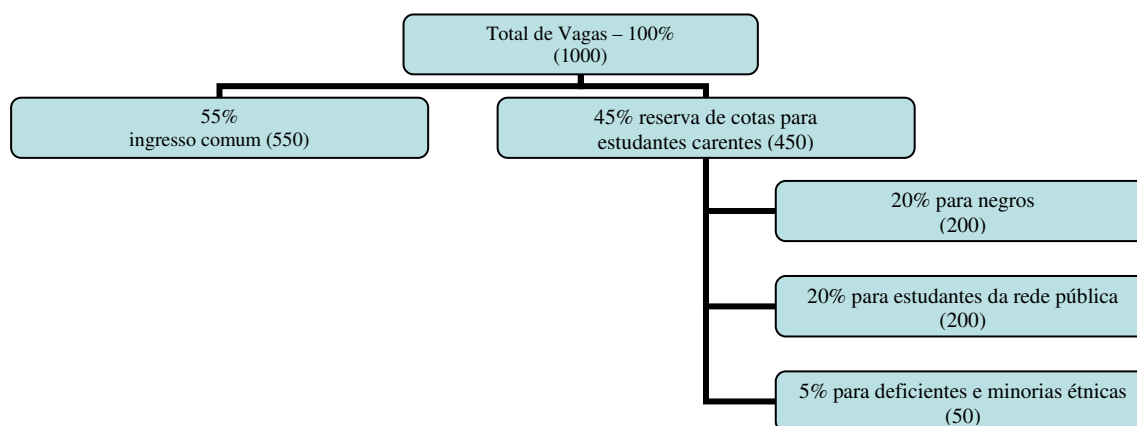 Total de Vagas – 100%
(1000)
55%
ingresso comum (550)
45% reserva de cotas para
estudantes carentes (450)
20% para negros
(200)
20% para estudantes da rede pública
(200)
5% para deficientes e minorias étnicas
(50)